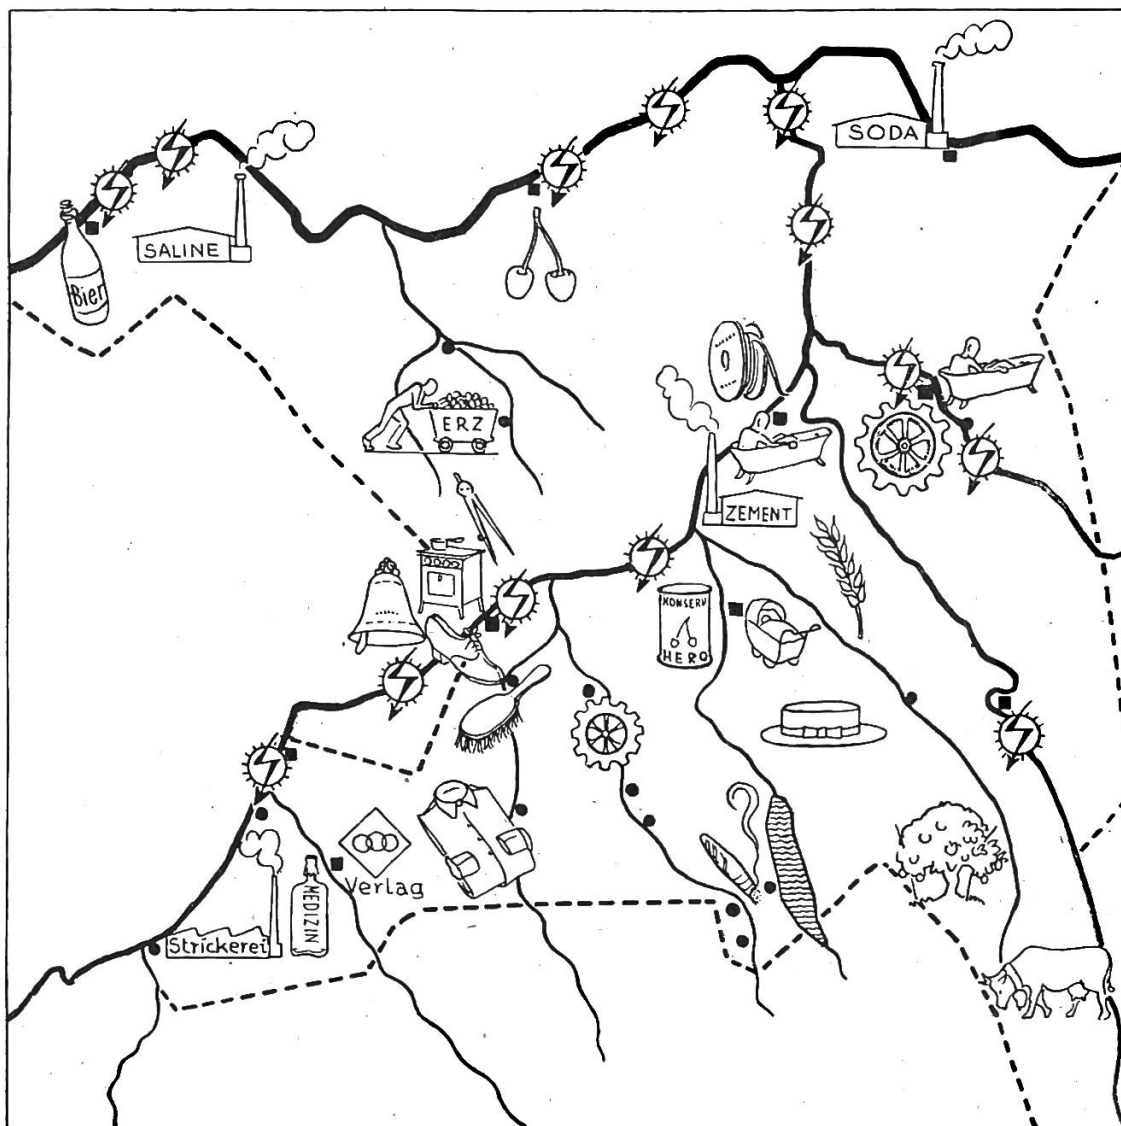 SODA
SALINE
Bier
ERZ
ZEMENT
KONSERV
HERO
Verlag
MEDIZIN
Strickerei